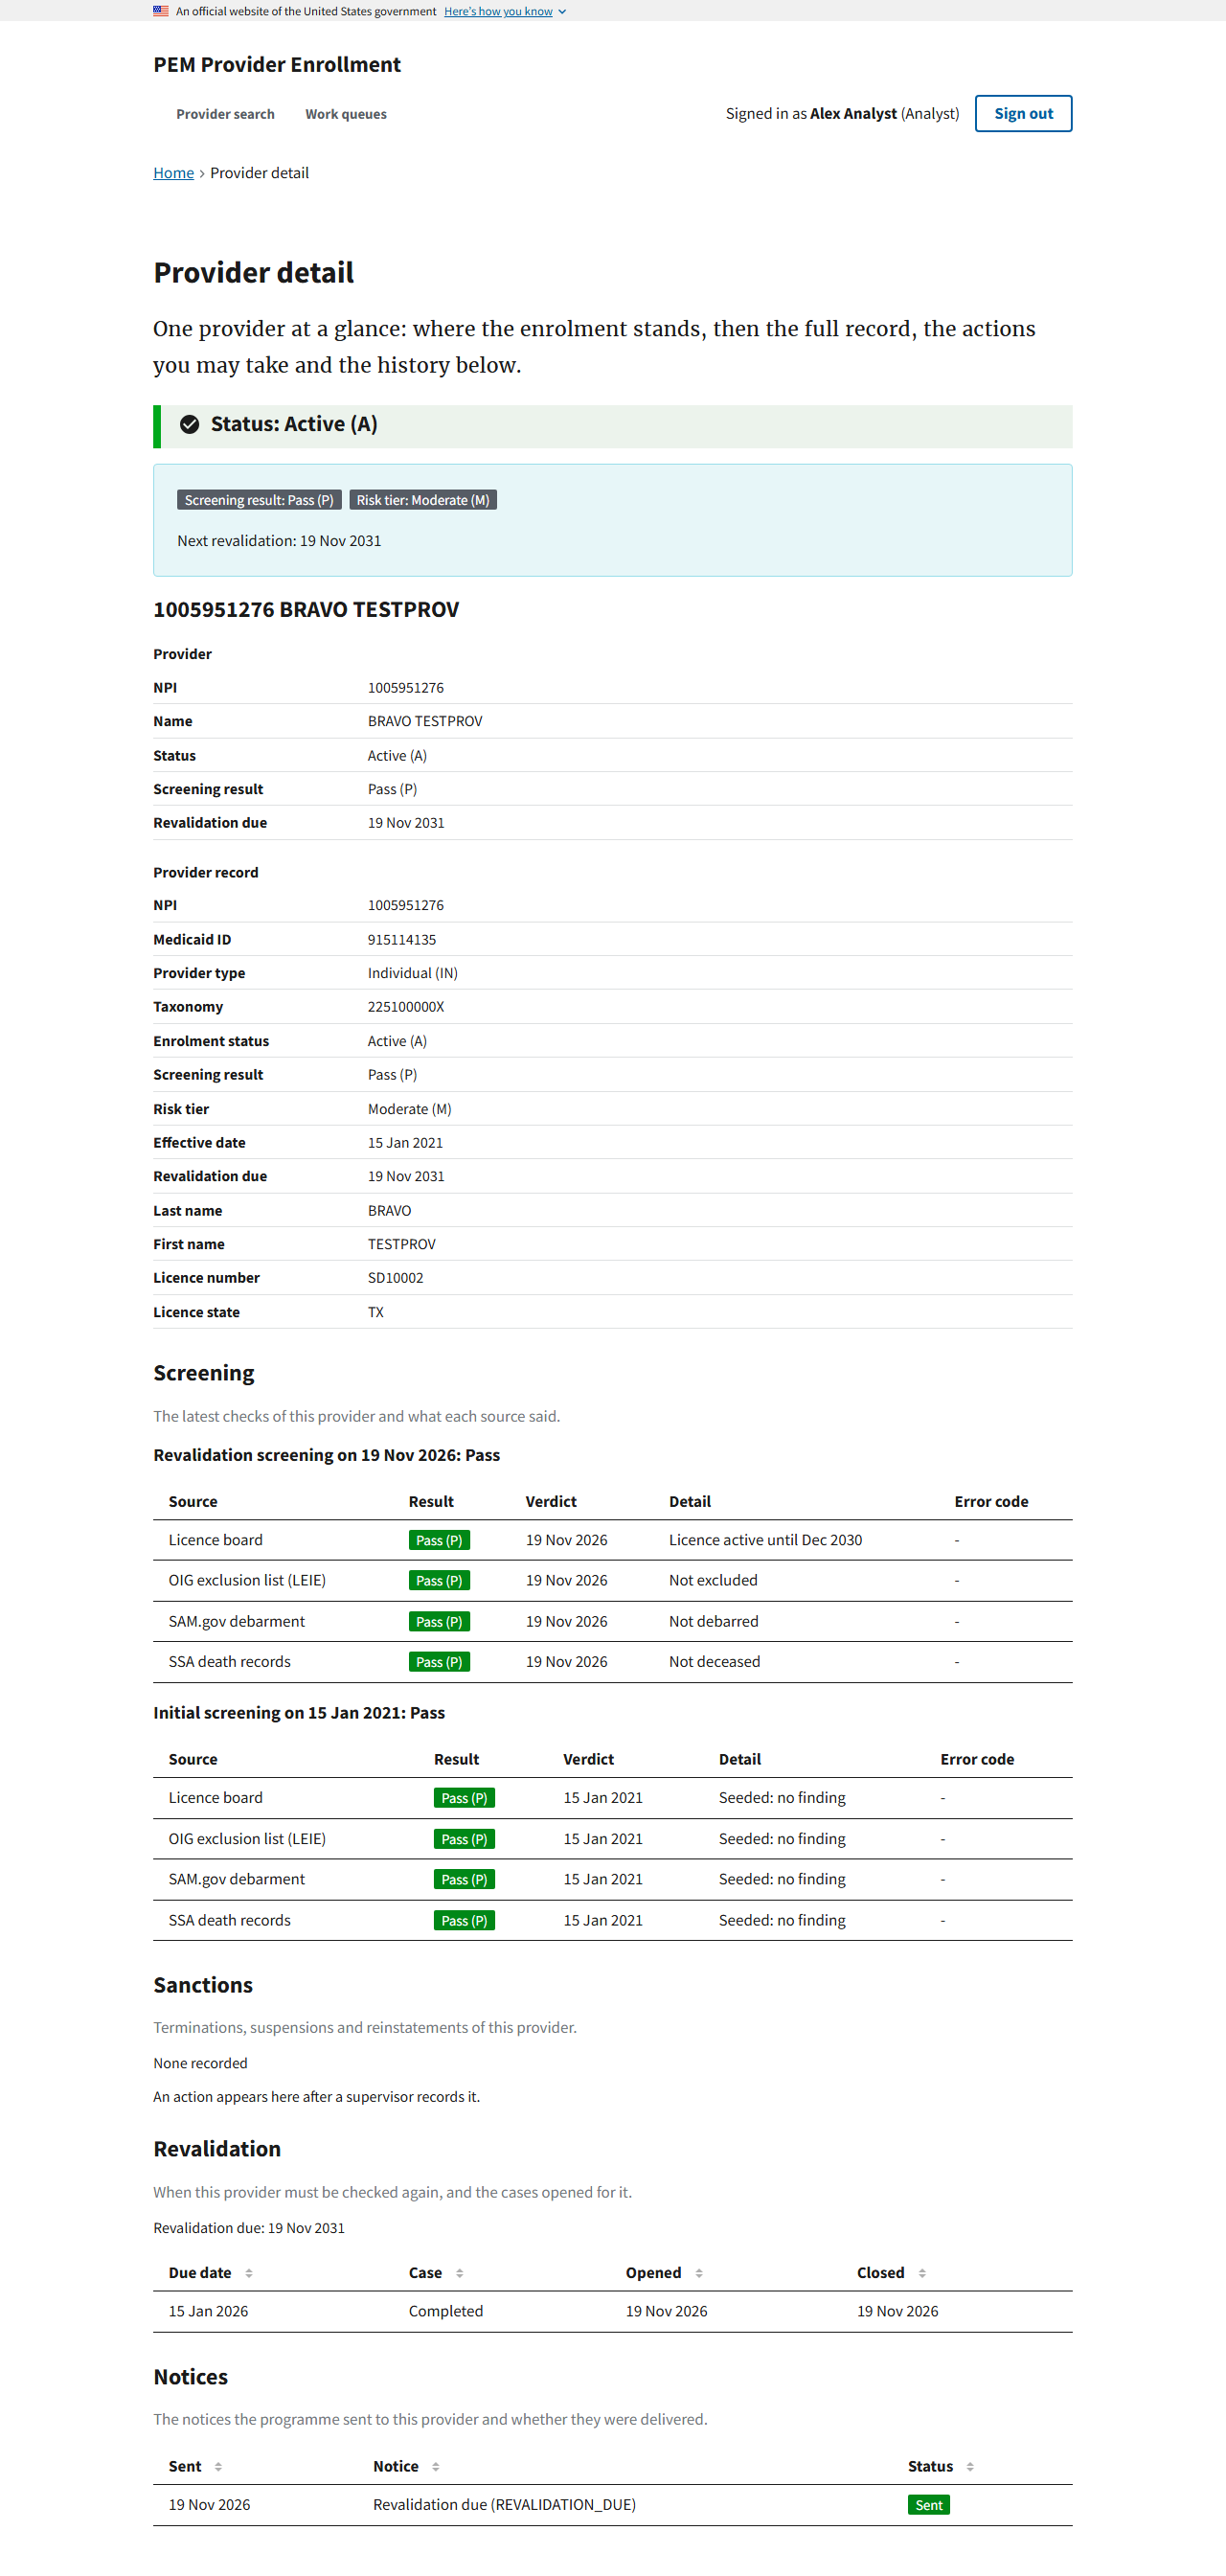 An official website of the United States government Here's how you know
PEM Provider Enrollment
Provider search Work queues Signed in as Alex Analyst (Analyst) Sign out
Home › Provider detail
Provider detail
One provider at a glance: where the enrolment stands, then the full record, the actions
you may take and the history below.
Status: Active (A)
Screening result: Pass (P) Risk tier: Moderate (M)
Next revalidation: 19 Nov 2031
1005951276 BRAVO TESTPROV
Provider
NPI 1005951276
Name BRAVO TESTPROV
Status Active (A)
Screening result Pass (P)
Revalidation due 19 Nov 2031
Provider record
NPI 1005951276
Medicaid ID 915114135
Provider type Individual (IN)
Taxonomy 225100000X
Enrolment status Active (A)
Screening result Pass (P)
Risk tier Moderate (M)
Effective date 15 Jan 2021
Revalidation due 19 Nov 2031
Last name BRAVO
First name TESTPROV
Licence number SD10002
Licence state TX
Screening
The latest checks of this provider and what each source said.
Revalidation screening on 19 Nov 2026: Pass
Source Result Verdict Detail Error code
Licence board Pass (P) 19 Nov 2026 Licence active until Dec 2030 -
OIG exclusion list (LEIE) Pass (P) 19 Nov 2026 Not excluded -
SAM.gov debarment Pass (P) 19 Nov 2026 Not debarred -
SSA death records Pass (P) 19 Nov 2026 Not deceased -
Initial screening on 15 Jan 2021: Pass
Source Result Verdict Detail Error code
Licence board Pass (P) 15 Jan 2021 Seeded: no finding -
OIG exclusion list (LEIE) Pass (P) 15 Jan 2021 Seeded: no finding -
SAM.gov debarment Pass (P) 15 Jan 2021 Seeded: no finding -
SSA death records Pass (P) 15 Jan 2021 Seeded: no finding -
Sanctions
Terminations, suspensions and reinstatements of this provider.
None recorded
An action appears here after a supervisor records it.
Revalidation
When this provider must be checked again, and the cases opened for it.
Revalidation due: 19 Nov 2031
Due date Case Opened Closed
15 Jan 2026 Completed 19 Nov 2026 19 Nov 2026
Notices
The notices the programme sent to this provider and whether they were delivered.
Sent Notice Status
19 Nov 2026 Revalidation due (REVALIDATION_DUE) Sent